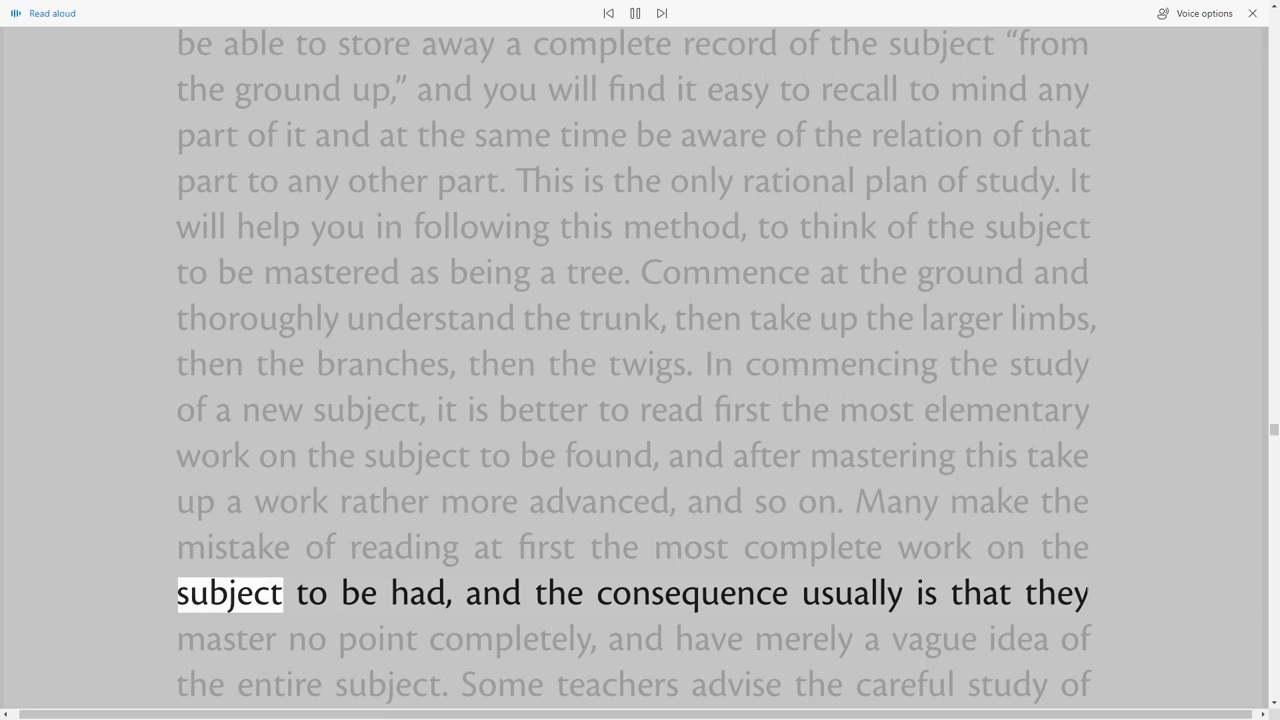 Read aloud
Voice options
be able to store away a complete record of the subject “from
the ground up,” and you will find it easy to recall to mind any
part of it and at the same time be aware of the relation of that
part to any other part. This is the only rational plan of study. It
will help you in following this method, to think of the subject
to be mastered as being a tree. Commence at the ground and
thoroughly understand the trunk, then take up the larger limbs,
then the branches, then the twigs. In commencing the study
of a new subject, it is better to read first the most elementary
work on the subject to be found, and after mastering this take
up a work rather more advanced, and so on. Many make the
mistake of reading at first the most complete work on the
subject to be had, and the consequence usually is that they
master no point completely, and have merely a vague idea of
the entire subject. Some teachers advise the careful study of